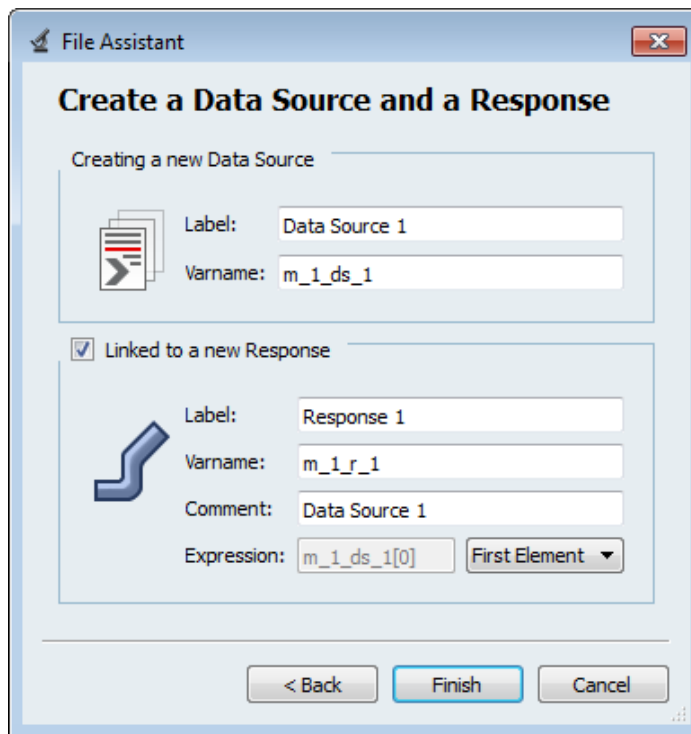 File Assistant
Create a Data Source and a Response
Creating a new Data Source
Label: Data Source 1
Varname: m_1_ds_1
Linked to a new Response
Label: Response 1
Varname: m_1_r_1
Comment: Data Source 1
Expression: m_1_ds_1[0] First Element
< Back Finish Cancel